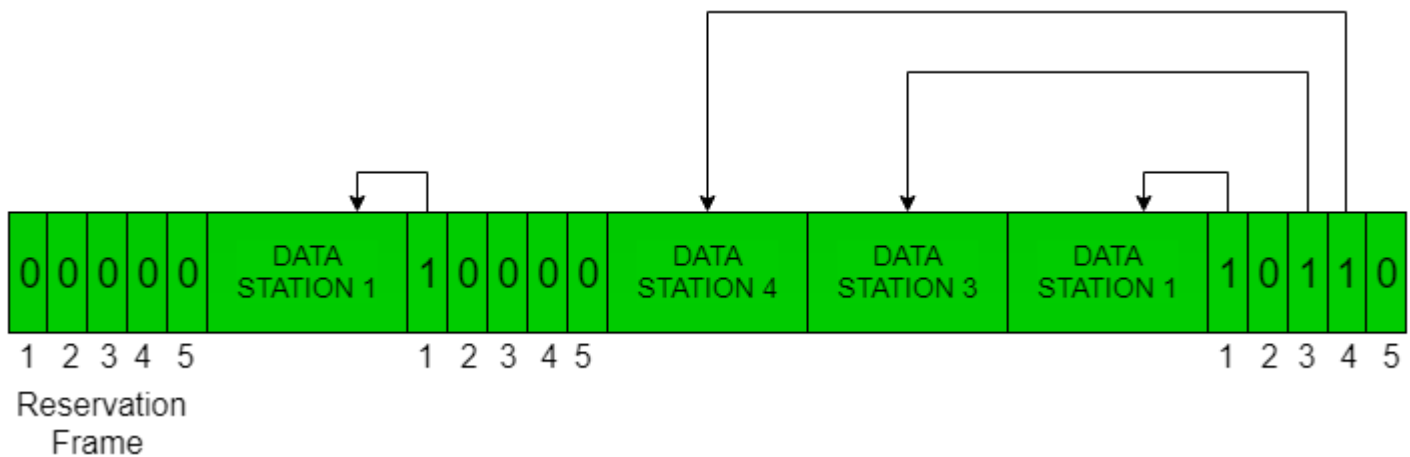 0 0 0 0 0 DATA STATION 1 1 0 0 0 0 DATA STATION 4 DATA STATION 3 DATA STATION 1 1 0 1 1 0
1 2 3 4 5 1 2 3 4 5 1 2 3 4 5
Reservation
Frame